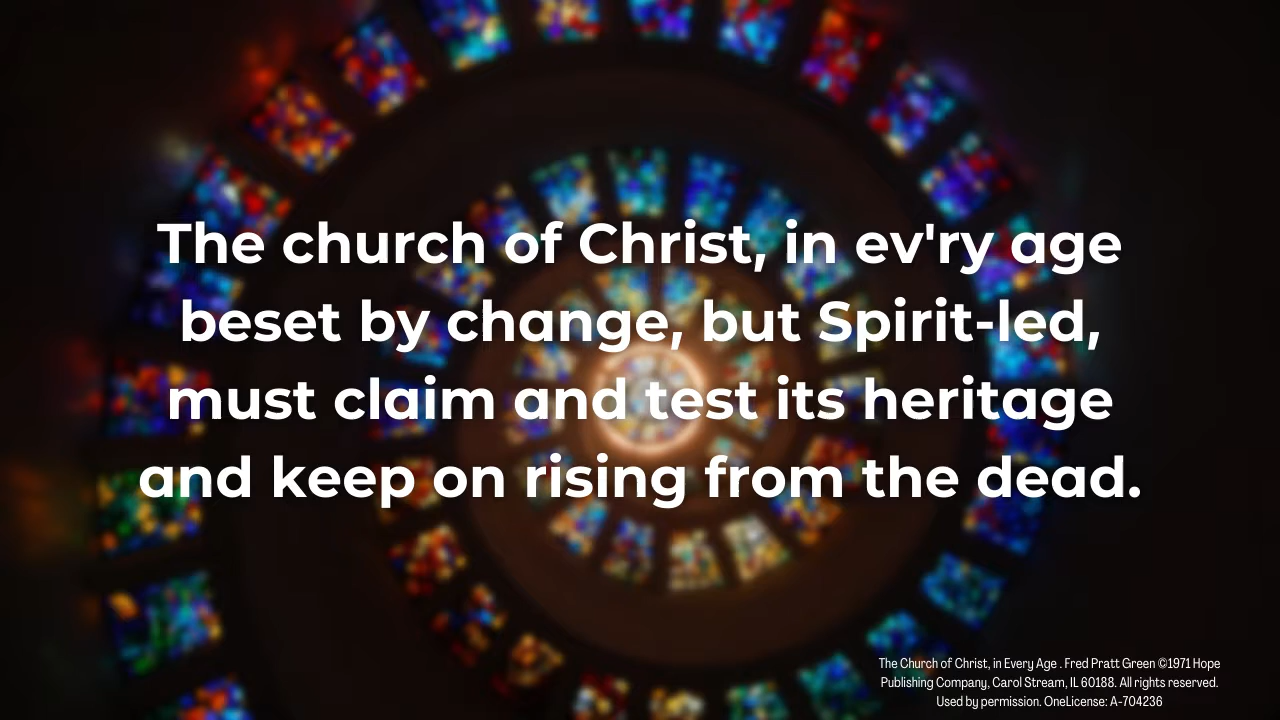 The church of Christ, in ev'ry age
beset by change, but Spirit-led,
must claim and test its heritage
and keep on rising from the dead.
The Church of Christ, in Every Age . Fred Pratt Green ©1971 Hope
Publishing Company, Carol Stream, IL 60188. All rights reserved.
Used by permission. OneLicense: A-704236